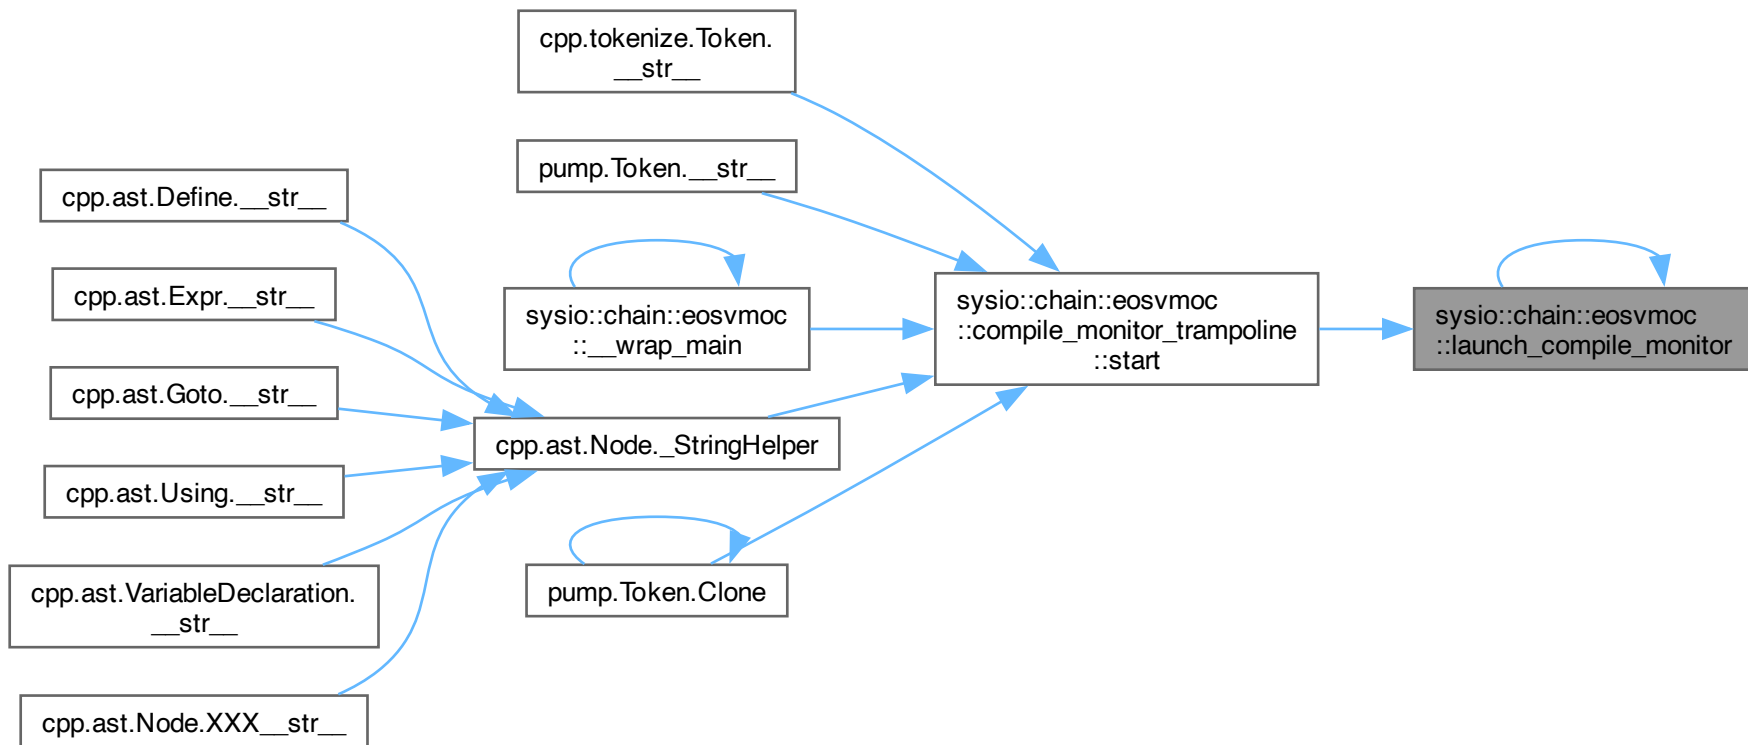 cpp.tokenize.Token.
__str__
pump.Token.__str__
cpp.ast.Define.__str__
cpp.ast.Expr.__str__
sysio::chain::eosvmoc
::__wrap_main
sysio::chain::eosvmoc
::compile_monitor_trampoline
::start
sysio::chain::eosvmoc
::launch_compile_monitor
cpp.ast.Goto.__str__
cpp.ast.Node._StringHelper
cpp.ast.Using.__str__
cpp.ast.VariableDeclaration.
__str__
pump.Token.Clone
cpp.ast.Node.XXX__str__